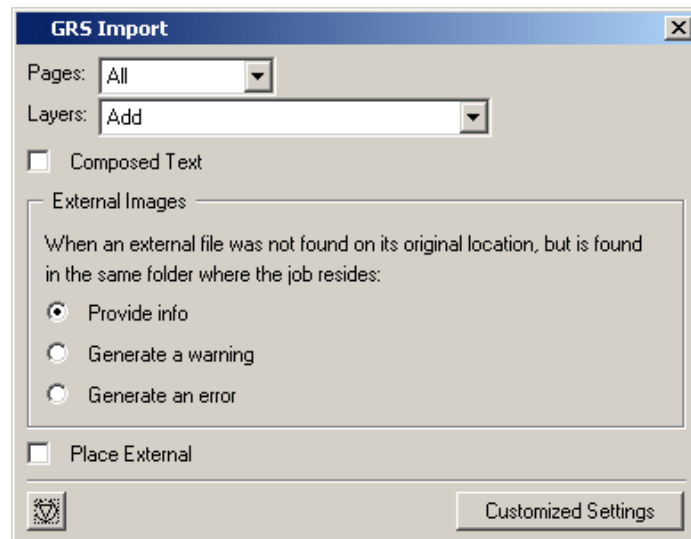 GRS Import
Pages: All
Layers: Add
Composed Text
External Images
When an external file was not found on its original location, but is found
in the same folder where the job resides:
Provide info
Generate a warning
Generate an error
Place External
Customized Settings